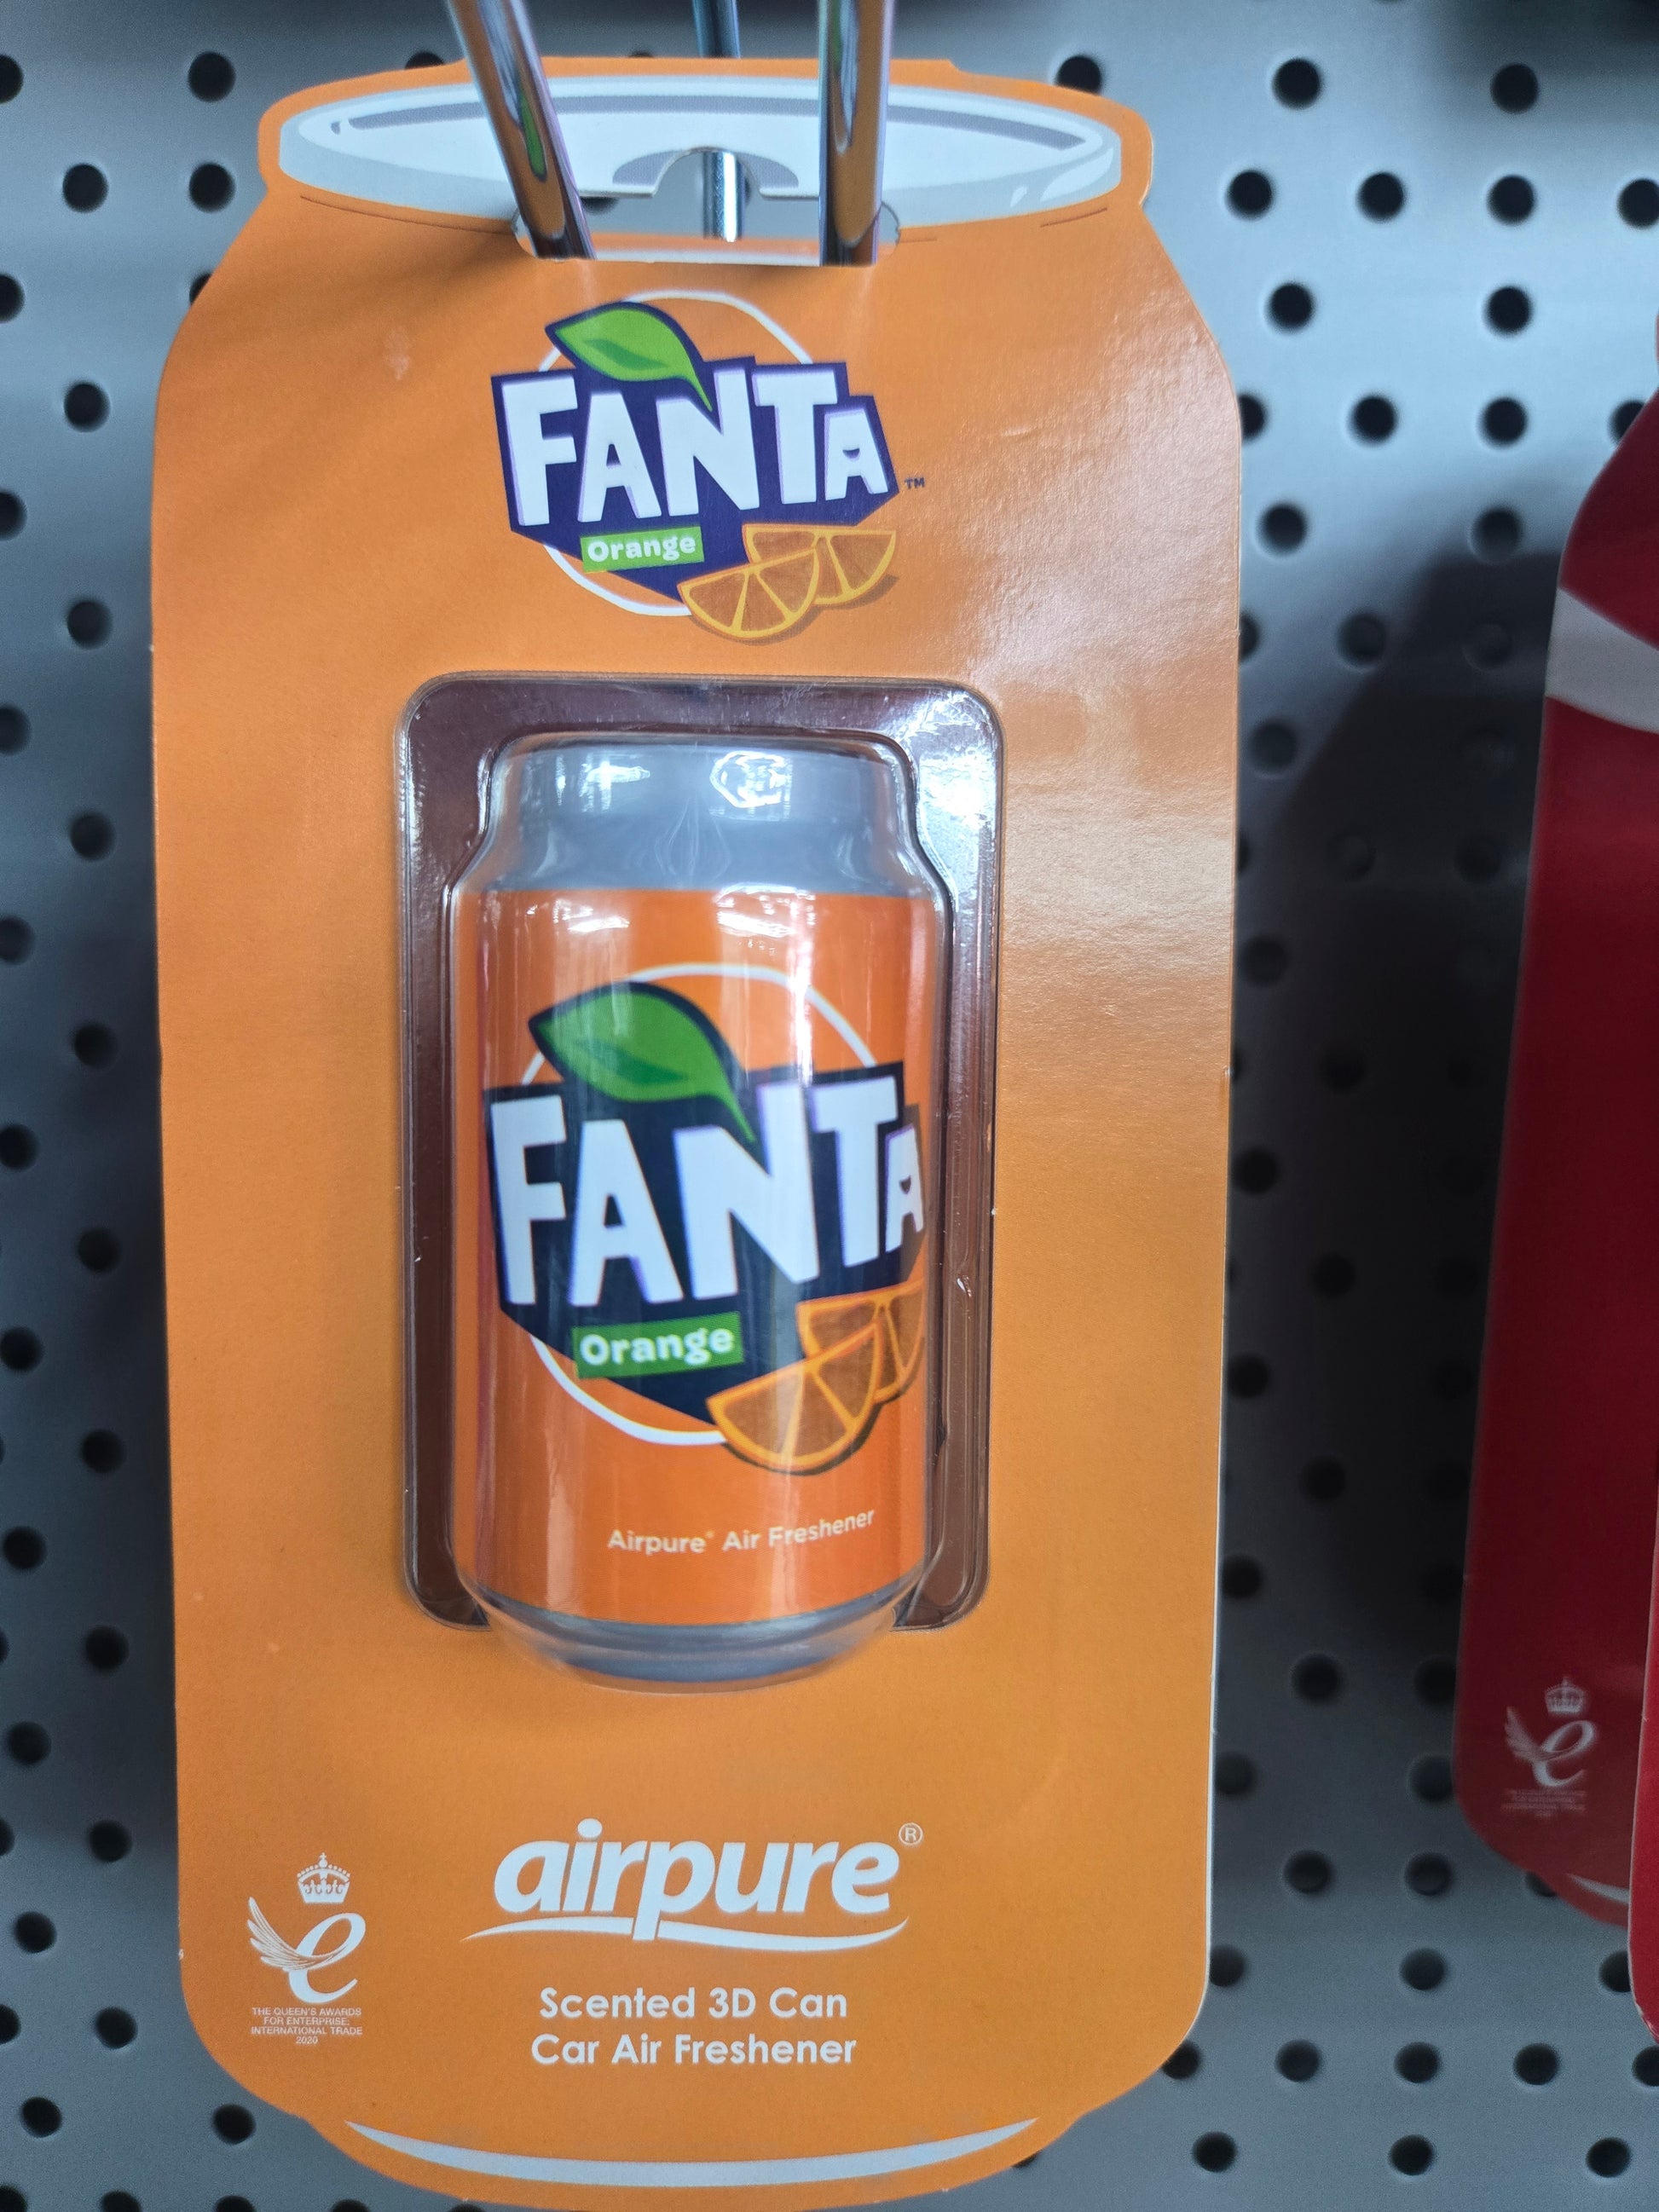 FANTA™
Orange
FANTA
Orange
Airpure® Air Freshener
airpure®
Scented 3D Can
Car Air Freshener
THE QUEEN'S AWARDS
FOR ENTERPRISE:
INTERNATIONAL TRADE
2020